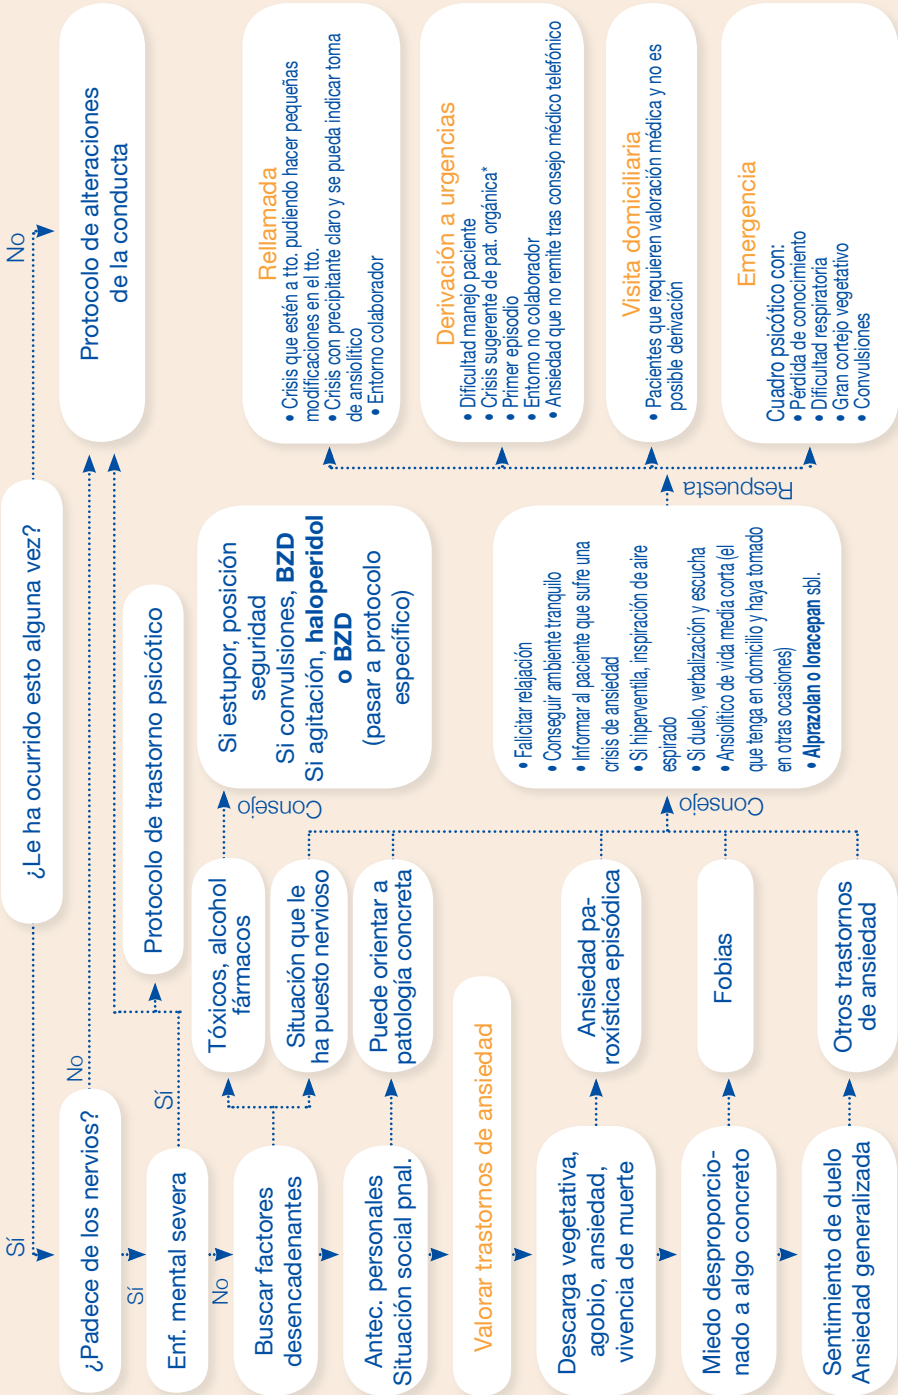 ¿Le ha ocurrido esto alguna vez?
Sí
No
¿Padece de los nervios?
No
Protocolo de alteraciones
de la conducta
Sí
Enf. mental severa
Sí
Protocolo de trastorno psicótico
No
Buscar factores
desencadenantes
Tóxicos, alcohol
fármacos
Consejo
Si estupor, posición
seguridad
Si convulsiones, BZD
Si agitación, haloperidol
o BZD
(pasar a protocolo
específico)
Situación que le
ha puesto nervioso
Antec. personales
Situación social pnal.
Puede orientar a
patología concreta
Valorar trastornos de ansiedad
Descarga vegetativa,
agobio, ansiedad,
vivencia de muerte
Ansiedad pa-
roxística episódica
Miedo desproporcio-
nado a algo concreto
Fobias
Sentimiento de duelo
Ansiedad generalizada
Otros trastornos
de ansiedad
Consejo
• Falicitar relajación
• Conseguir ambiente tranquilo
• Informar al paciente que sufre una
crisis de ansiedad
• Si hiperventila, inspiración de aire
espirado
• Si duelo, verbalización y escucha
• Ansiolítico de vida media corta (el
que tenga en domicilio y haya tomado
en otras ocasiones)
• Alprazolan o loracepan sbl.
Respuesta
Rellamada
• Crisis que estén a tto. pudiendo hacer pequeñas
modificaciones en el tto.
• Crisis con precipitante claro y se pueda indicar toma
de ansiolítico
• Entorno colaborador
Derivación a urgencias
• Dificultad manejo paciente
• Crisis sugerente de pat. orgánica*
• Primer episodio
• Entorno no colaborador
• Ansiedad que no remite tras consejo médico telefónico
Visita domiciliaria
• Pacientes que requieren valoración médica y no es
posible derivación
Emergencia
Cuadro psicótico con:
• Pérdida de conocimiento
• Dificultad respiratoria
• Gran cortejo vegetativo
• Convulsiones